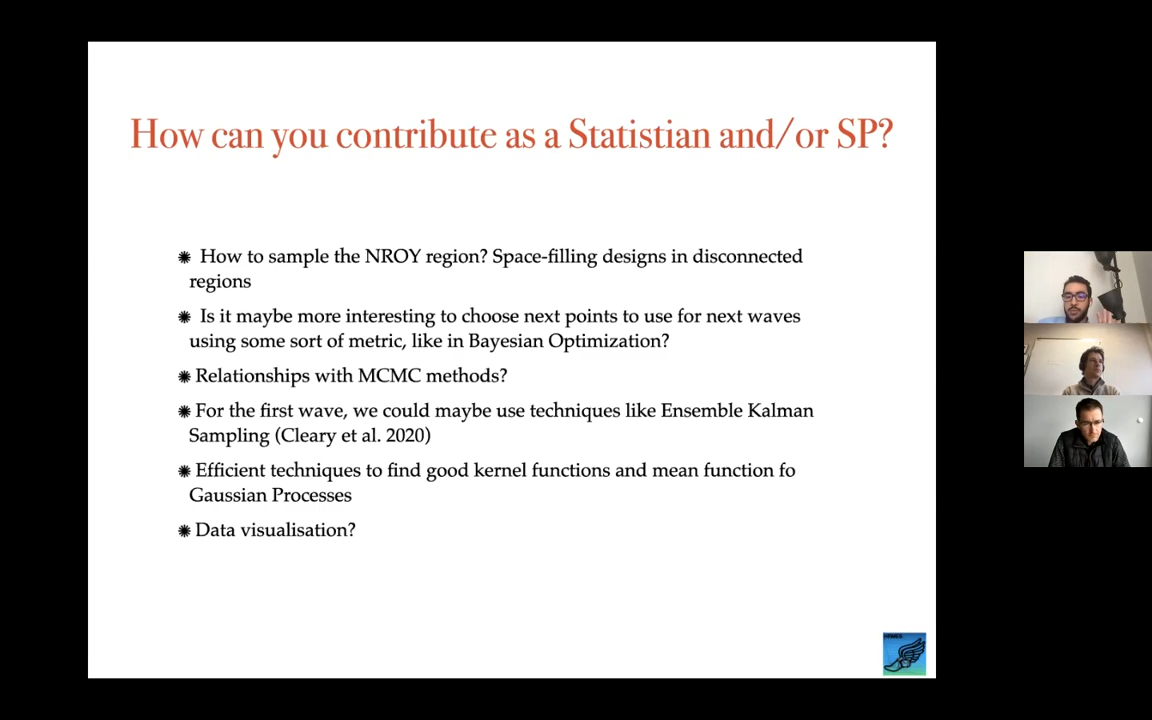 How can you contribute as a Statistian and/or SP?
How to sample the NROY region? Space-filling designs in disconnected
regions
Is it maybe more interesting to choose next points to use for next waves
using some sort of metric, like in Bayesian Optimization?
Relationships with MCMC methods?
For the first wave, we could maybe use techniques like Ensemble Kalman
Sampling (Cleary et al. 2020)
Efficient techniques to find good kernel functions and mean function fo
Gaussian Processes
Data visualisation?